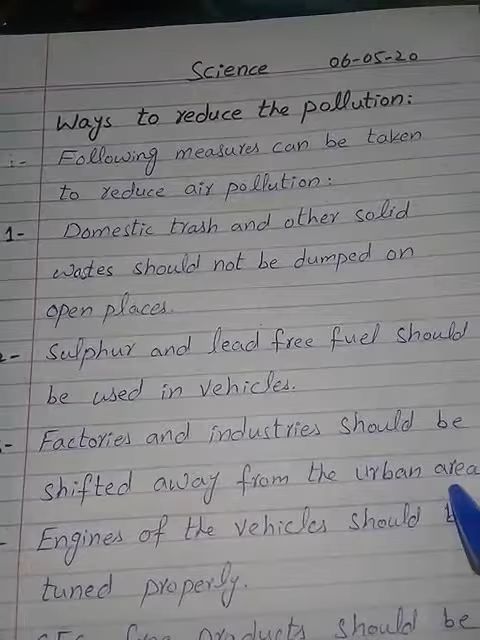 Science 06-05-20
Ways to reduce the pollution:
:- Following measures can be taken
to reduce air pollution:
1- Domestic trash and other solid
wastes should not be dumped on
open places.
Sulphur and lead free fuel should
be used in vehicles.
Factories and industries should be
shifted away from the urban area
Engines of the vehicles should
tuned properly.
products should be